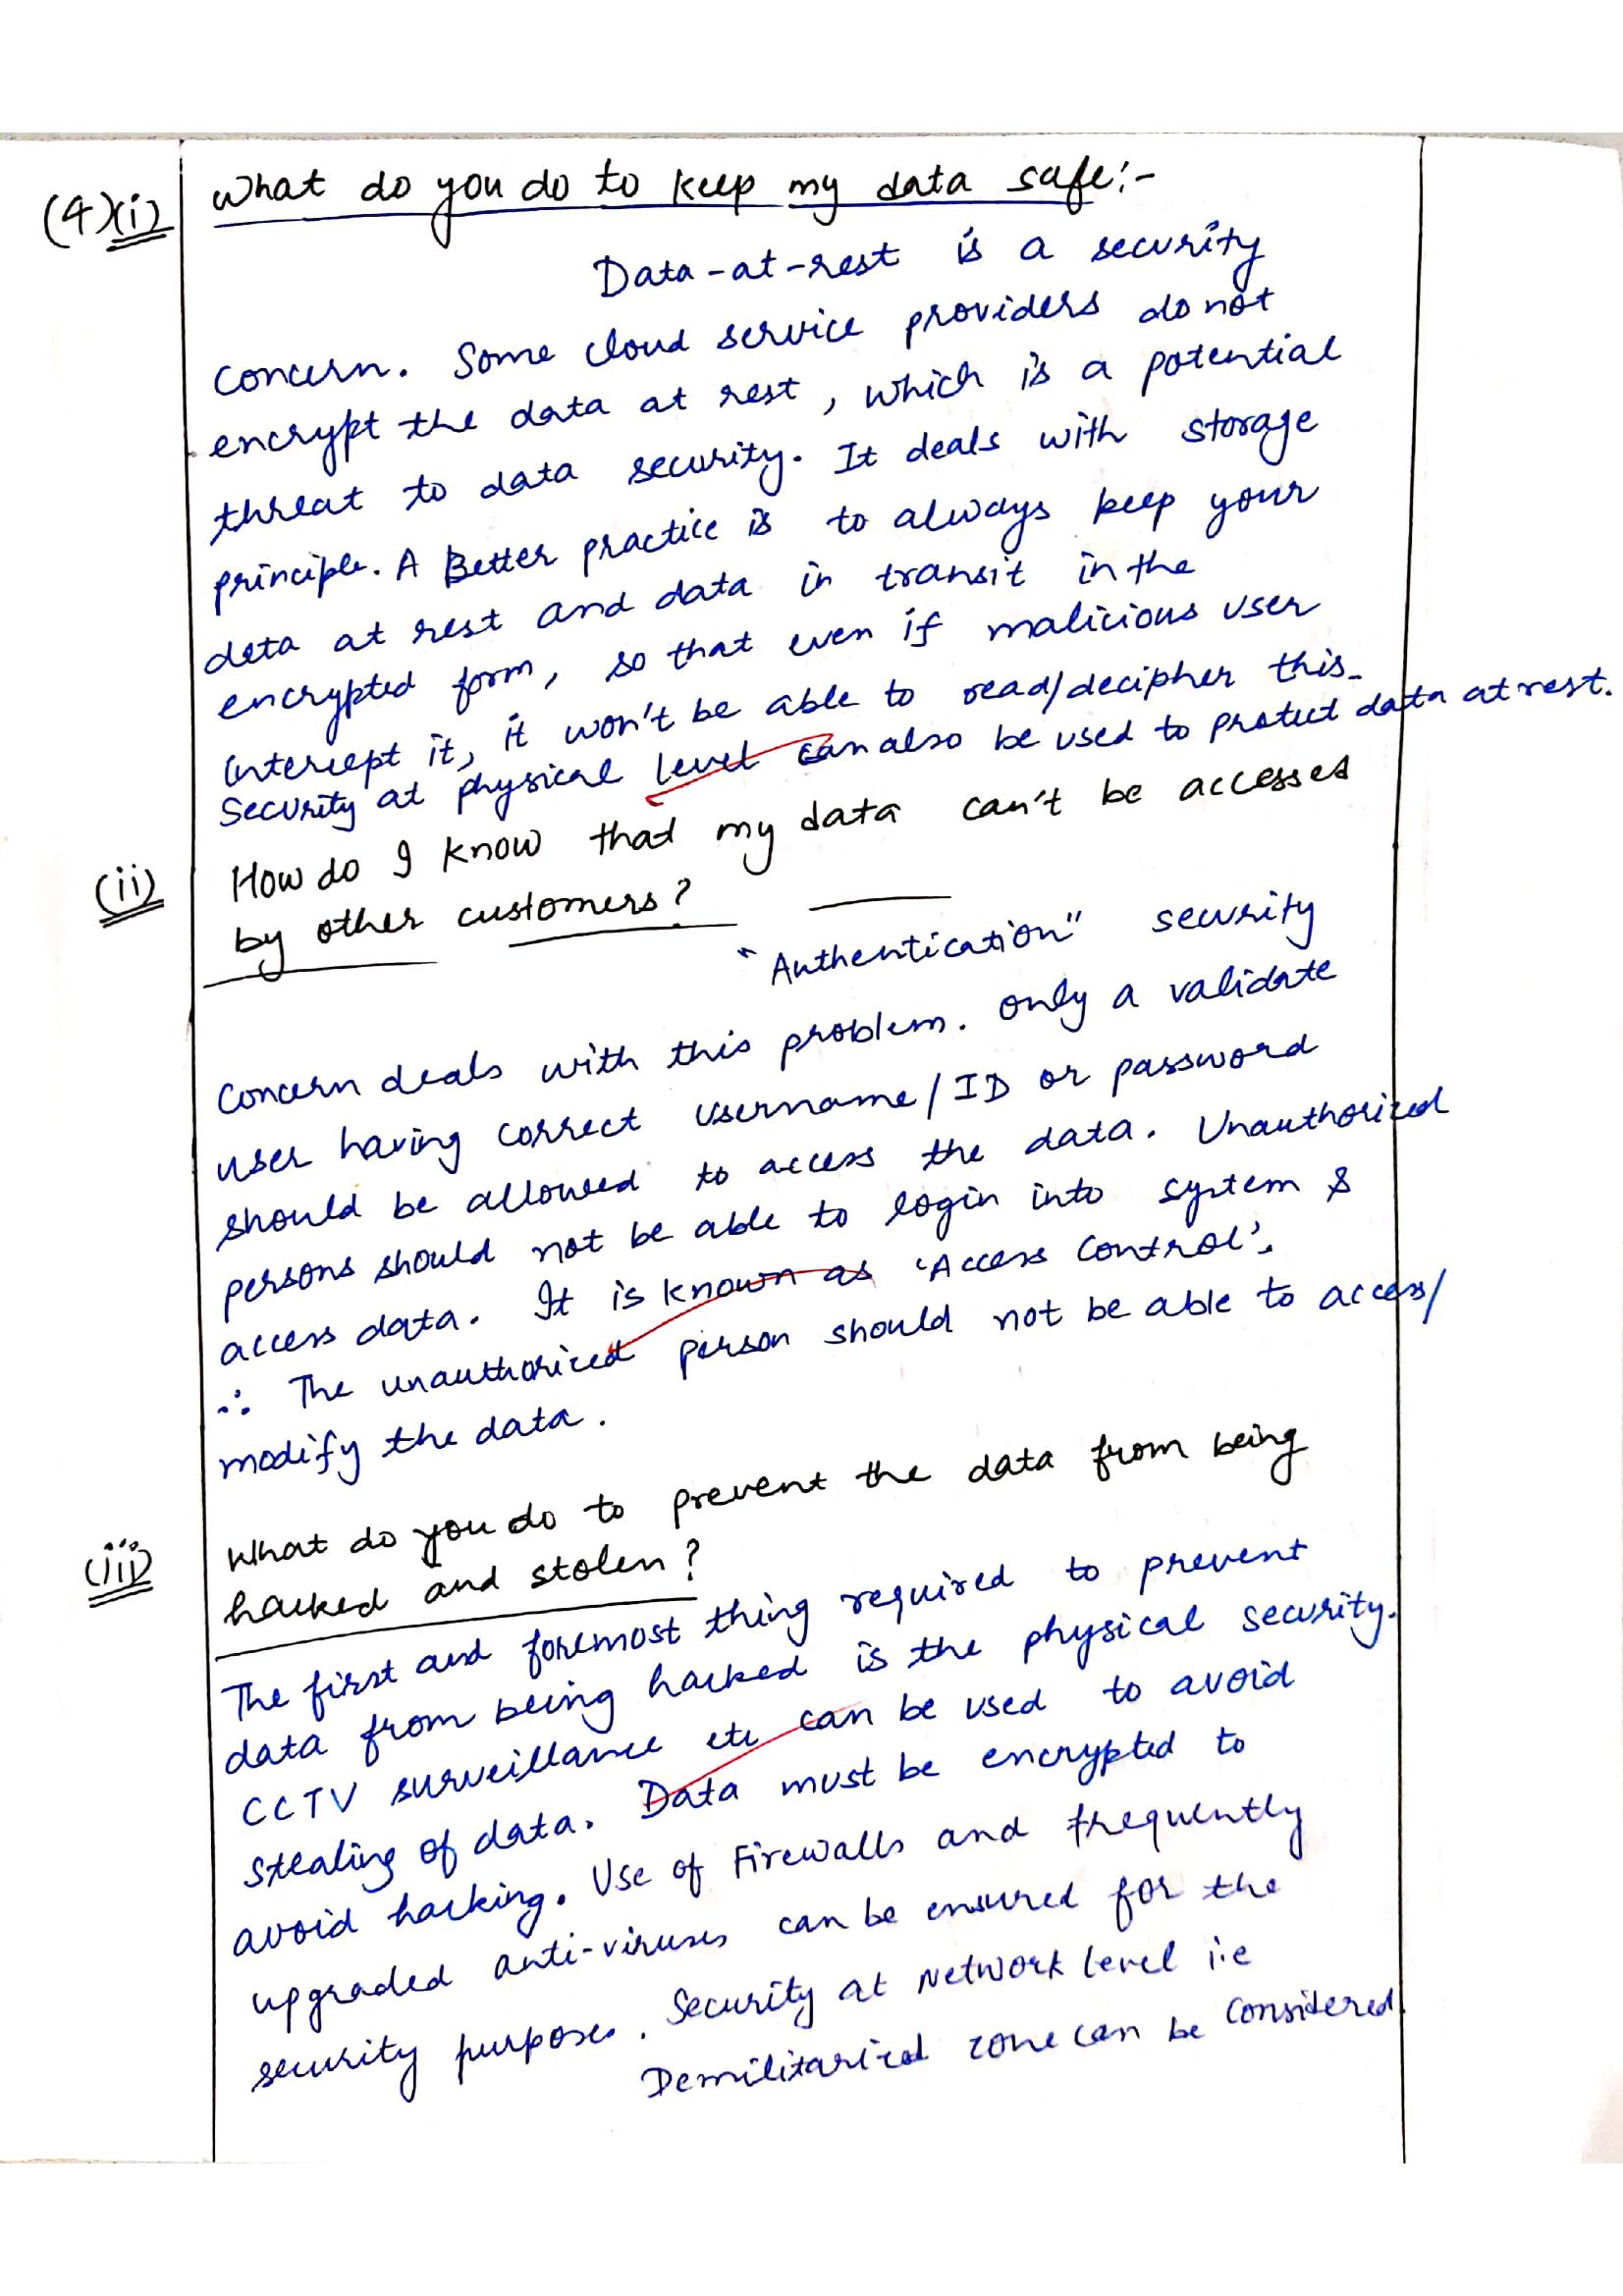 (4)(i) What do you do to keep my data safe:-
Data-at-rest is a security
concern. Some cloud service providers do not
encrypt the data at rest, which is a potential
threat to data security. It deals with storage
principle. A Better practice is to always keep your
data at rest and data in transit in the
encrypted form, so that even if malicious user
intercept it, it won't be able to read/decipher this.
Security at physical level can also be used to protect data at rest.
(ii) How do I know that my data can't be accesses
by other customers?
"Authentication" security
concern deals with this problem. Only a validate
user having correct username/ID or password
should be allowed to access the data. Unauthorized
persons should not be able to login into system &
access data. It is known as 'Access Control'.
∴ The unauthorized person should not be able to access/
modify the data.
(iii) What do you do to prevent the data from being
hacked and stolen?
The first and foremost thing required to prevent
data from being hacked is the physical security.
CCTV surveillance etc can be used to avoid
stealing of data. Data must be encrypted to
avoid hacking. Use of Firewalls and frequently
upgraded anti-viruses can be ensured for the
security purposes. Security at Network level i.e
Demilitarized zone can be considered